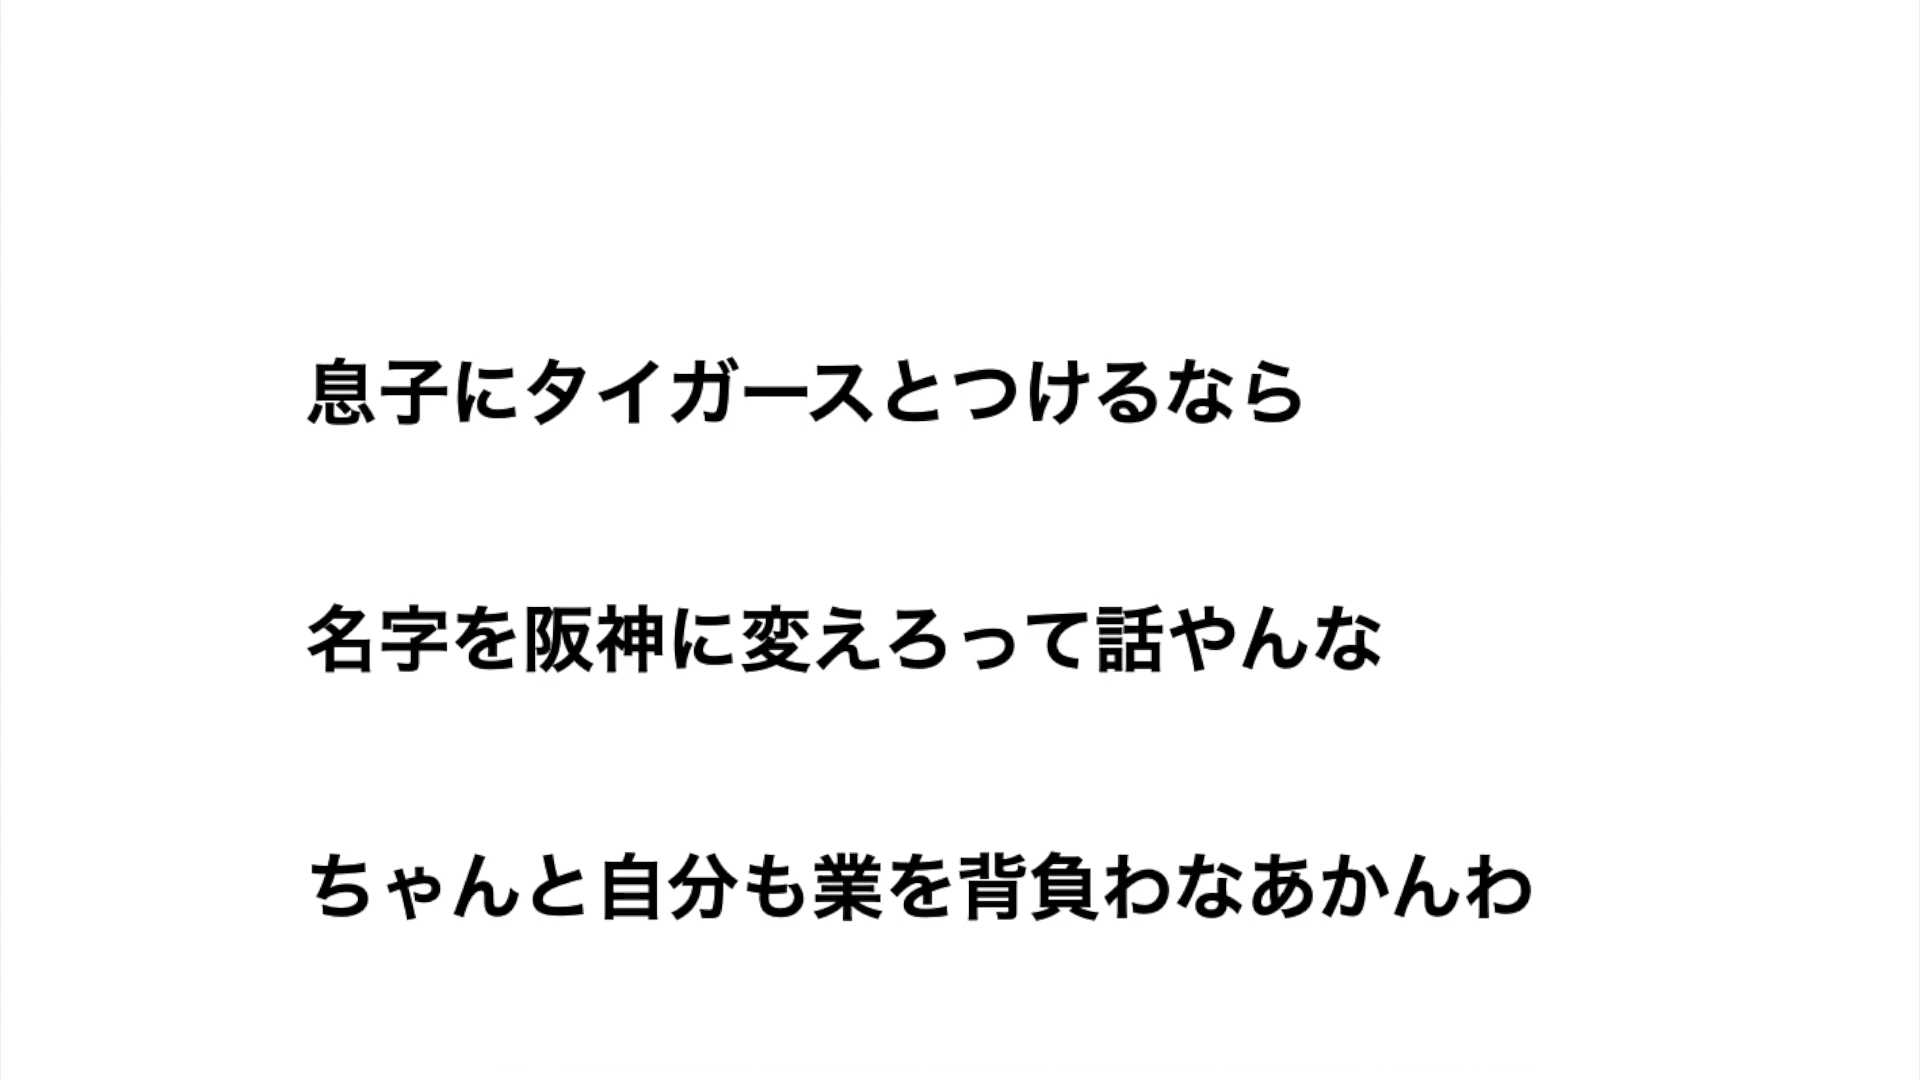 息子にタイガースとつけるなら
名字を阪神に変えろって話やんな
ちゃんと自分も業を背負わなあかんわ